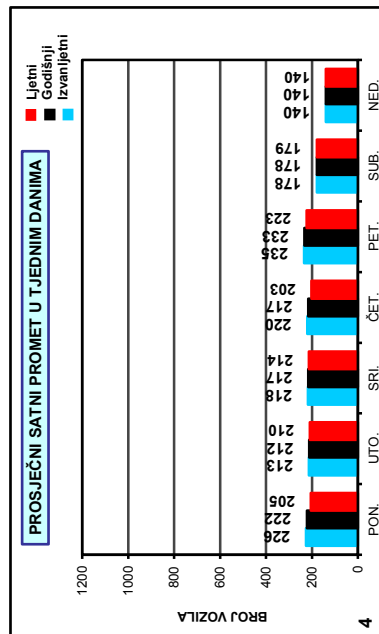 PROSJEČNI SATNI PROMET U TJEDNIM DANIMA
Ljetni
Godišnji
Izvanljetni
BROJ VOZILA
1200
1000
800
600
400
200
0
226
222
205
213
212
210
218
217
214
220
217
203
235
233
223
178
178
179
140
140
140
PON.
UTO.
SRI.
ČET.
PET.
SUB.
NED.
4